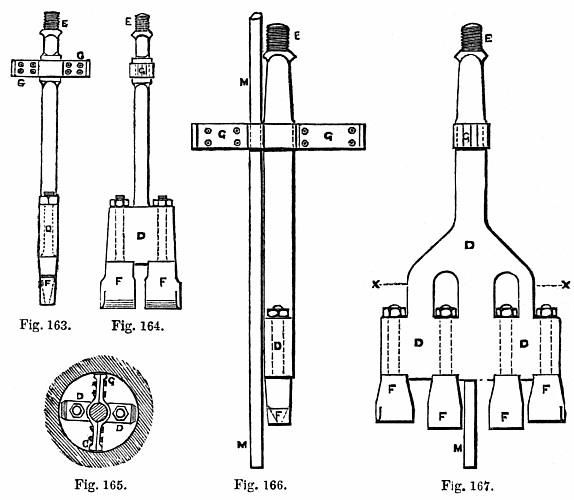 E
G
G
D
F
Fig. 163.
E
G
D
F F
Fig. 164.
G
D
D
G
Fig. 165.
E
M
G G
D
F
M
Fig. 166.
E
G
D
X X
D D
F F F F
M
Fig. 167.